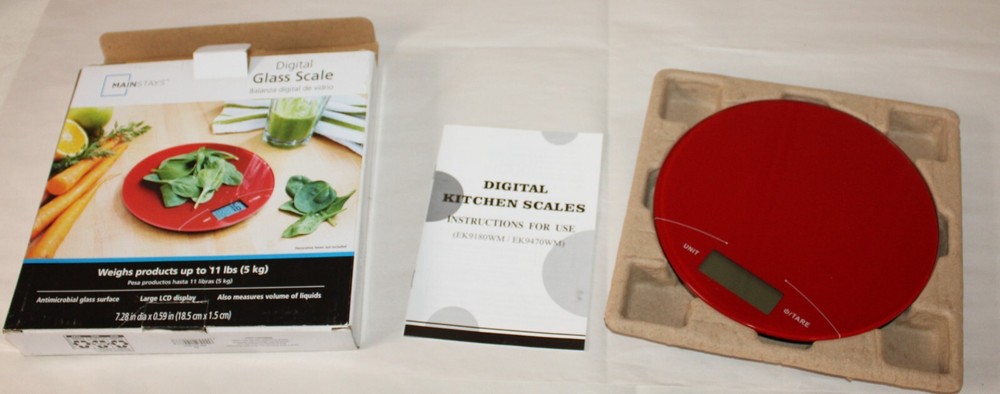 MAINSTAYS
Digital
Glass Scale
Balanza digital de vidrio
Weighs products up to 11 lbs (5 kg)
Pesa productos hasta 11 libras (5 kg)
Antimicrobial glass surface
Large LCD display
Also measures volume of liquids
7.28 in dia x 0.59 in (18.5 cm x 1.5 cm)
DIGITAL
KITCHEN SCALES
INSTRUCTIONS FOR USE
(EK9180WM / EK9470WM)
UNIT
/TARE